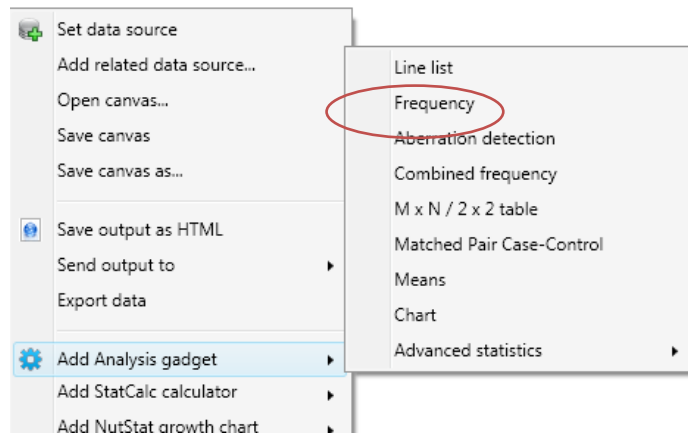 Set data source
Add related data source...
Open canvas...
Save canvas
Save canvas as...
Save output as HTML
Send output to
Export data
Add Analysis gadget
Add StatCalc calculator
Add NutStat growth chart
Line list
Frequency
Aberration detection
Combined frequency
M x N / 2 x 2 table
Matched Pair Case-Control
Means
Chart
Advanced statistics